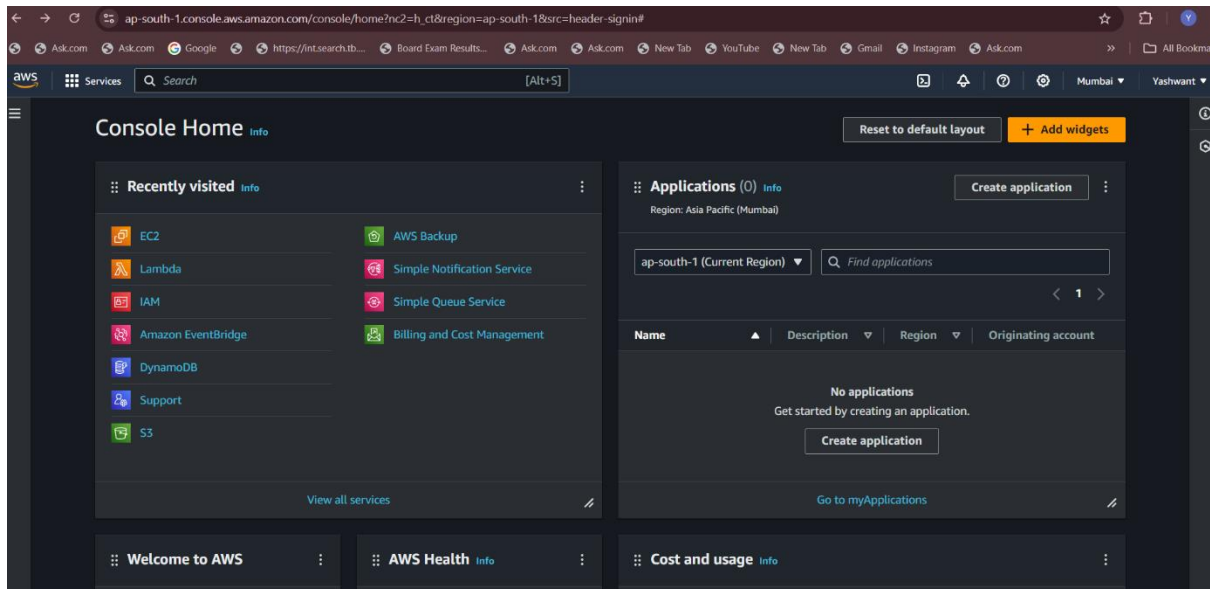 ap-south-1.console.aws.amazon.com/console/home?nc2=h_ct&region=ap-south-1&src=header-signin#
Y
Ask.com Ask.com Google https://int.search.tb.... Board Exam Results... Ask.com Ask.com New Tab YouTube New Tab Gmail Instagram Ask.com » All Bookma
aws Services Search [Alt+S] Mumbai ▼ Yashwant ▼
Console Home Info
Reset to default layout + Add widgets
Recently visited Info
EC2
Lambda
IAM
Amazon EventBridge
DynamoDB
Support
S3
AWS Backup
Simple Notification Service
Simple Queue Service
Billing and Cost Management
View all services
Applications (0) Info
Create application
Region: Asia Pacific (Mumbai)
ap-south-1 (Current Region) ▼ Find applications
< 1 >
Name ▲ Description ▽ Region ▽ Originating account
No applications
Get started by creating an application.
Create application
Go to myApplications
Welcome to AWS
AWS Health Info
Cost and usage Info